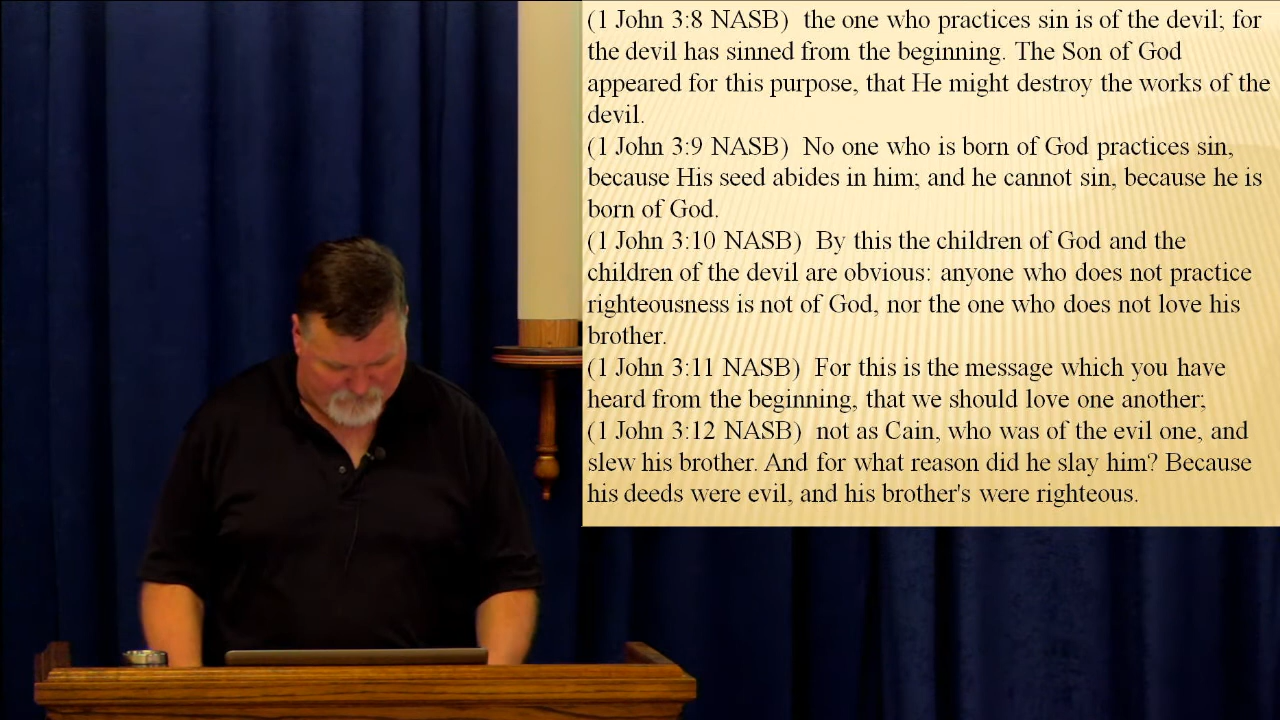 (1 John 3:8 NASB)  the one who practices sin is of the devil; for
the devil has sinned from the beginning. The Son of God
appeared for this purpose, that He might destroy the works of the
devil.
(1 John 3:9 NASB)  No one who is born of God practices sin,
because His seed abides in him; and he cannot sin, because he is
born of God.
(1 John 3:10 NASB)  By this the children of God and the
children of the devil are obvious: anyone who does not practice
righteousness is not of God, nor the one who does not love his
brother.
(1 John 3:11 NASB)  For this is the message which you have
heard from the beginning, that we should love one another;
(1 John 3:12 NASB)  not as Cain, who was of the evil one, and
slew his brother. And for what reason did he slay him? Because
his deeds were evil, and his brother's were righteous.